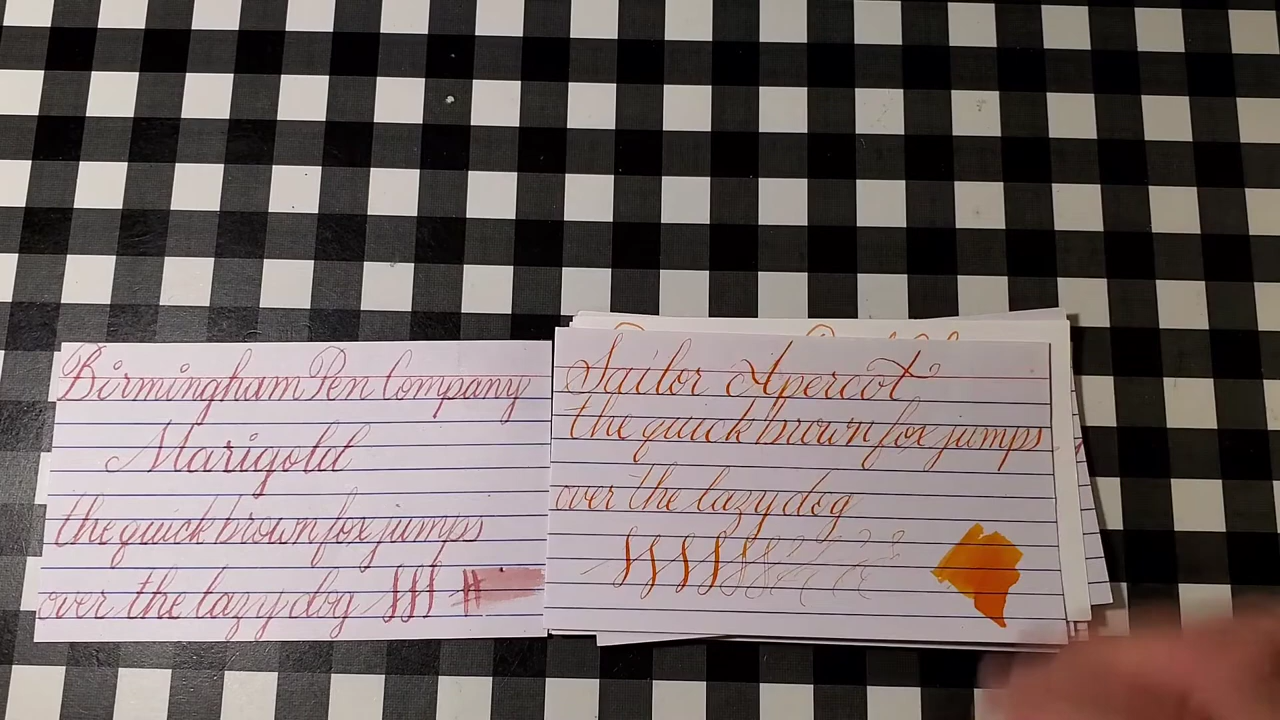 Birmingham Pen Company
Marigold
the quick brown fox jumps
over the lazy dog
Sailor Apercot
the quick brown fox jumps
over the lazy dog